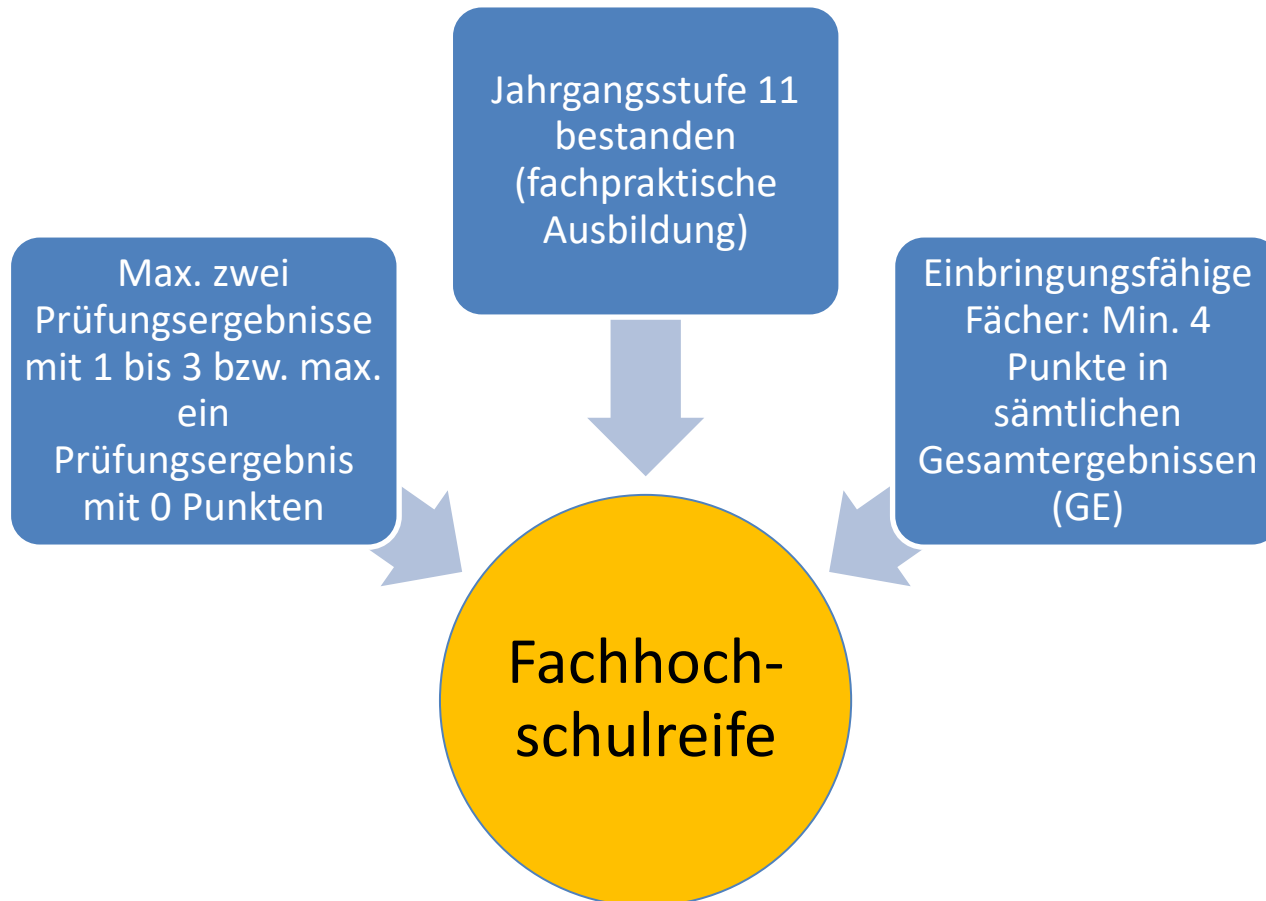 Jahrgangsstufe 11
bestanden
(fachpraktische
Ausbildung)
Max. zwei
Prüfungsergebnisse
mit 1 bis 3 bzw. max.
ein
Prüfungsergebnis
mit 0 Punkten
Einbringungsfähige
Fächer: Min. 4
Punkte in
sämtlichen
Gesamtergebnissen
(GE)
Fachhoch-
schulreife